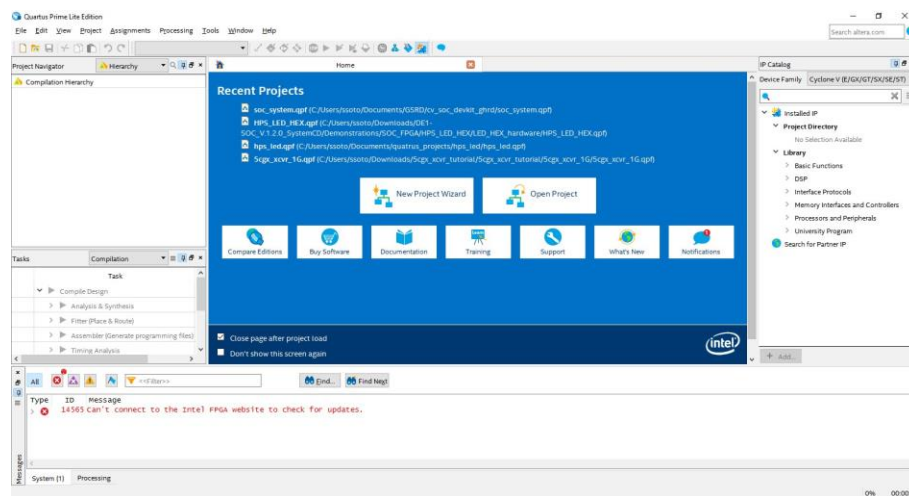 Quartus Prime Lite Edition
File Edit View Project Assignments Processing Tools Window Help
Search altera.com
Project Navigator
Hierarchy
Compilation Hierarchy
Home
Recent Projects
soc_system.qpf (C:/Users/ssoto/Documents/GSRD/cv_soc_devkit_ghrd/soc_system.qpf)
HPS_LED_HEX.qpf (C:/Users/ssoto/Documents/DE1-
SOC_V.1.2.0_SystemCD/Demonstrations/SOC_FPGA/HPS_LED_HEX/LED_HEX_hardware/HPS_LED_HEX.qpf)
hps_led.qpf (C:/Users/ssoto/Documents/quatrus_projects/hps_led/hps_led.qpf)
5cgx_xcvr_1G.qpf (C:/Users/ssoto/Downloads/5cgx_xcvr_tutorial/5cgx_xcvr_tutorial/5cgx_xcvr_1G/5cgx_xcvr_1G.qpf)
New Project Wizard
Open Project
Compare Editions
Buy Software
Documentation
Training
Support
What's New
Notifications
Close page after project load
Don't show this screen again
intel
IP Catalog
Device Family Cyclone V (E/GX/GT/SX/SE/ST)
Installed IP
Project Directory
No Selection Available
Library
Basic Functions
DSP
Interface Protocols
Memory Interfaces and Controllers
Processors and Peripherals
University Program
Search for Partner IP
+ Add...
Tasks
Compilation
Task
Compile Design
Analysis & Synthesis
Fitter (Place & Route)
Assembler (Generate programming files)
Timing Analysis
All
<<Filter>>
Find...
Find Next
Type ID Message
14565 Can't connect to the Intel FPGA website to check for updates.
Messages
System (1) Processing
0% 00:00